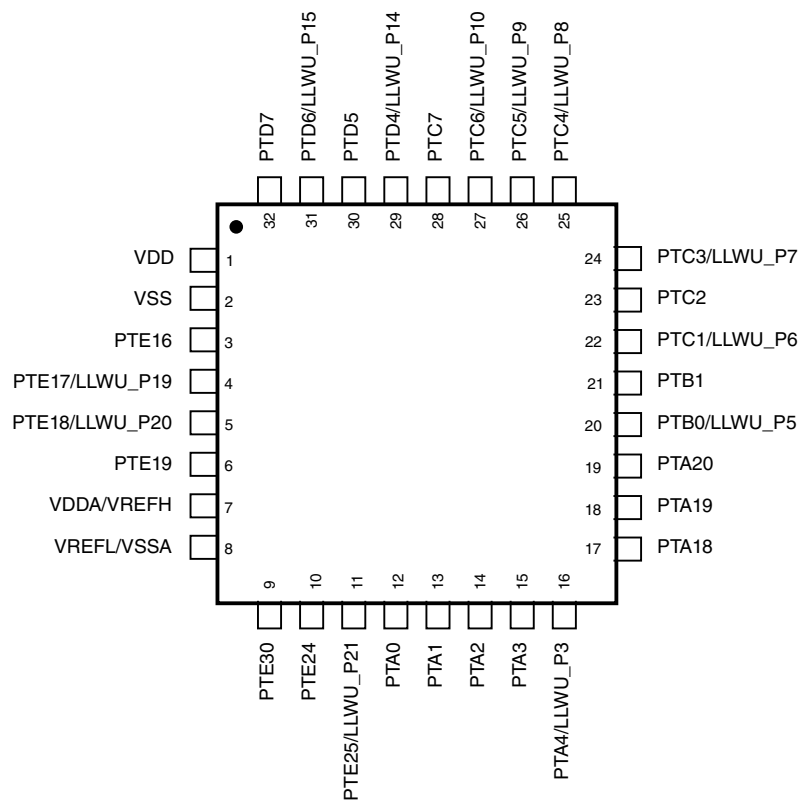 PTD7
PTD6/LLWU_P15
PTD5
PTD4/LLWU_P14
PTC7
PTC6/LLWU_P10
PTC5/LLWU_P9
PTC4/LLWU_P8
32
31
30
29
28
27
26
25
VDD
1
VSS
2
PTE16
3
PTE17/LLWU_P19
4
PTE18/LLWU_P20
5
PTE19
6
VDDA/VREFH
7
VREFL/VSSA
8
24
PTC3/LLWU_P7
23
PTC2
22
PTC1/LLWU_P6
21
PTB1
20
PTB0/LLWU_P5
19
PTA20
18
PTA19
17
PTA18
9
10
11
12
13
14
15
16
PTE30
PTE24
PTE25/LLWU_P21
PTA0
PTA1
PTA2
PTA3
PTA4/LLWU_P3